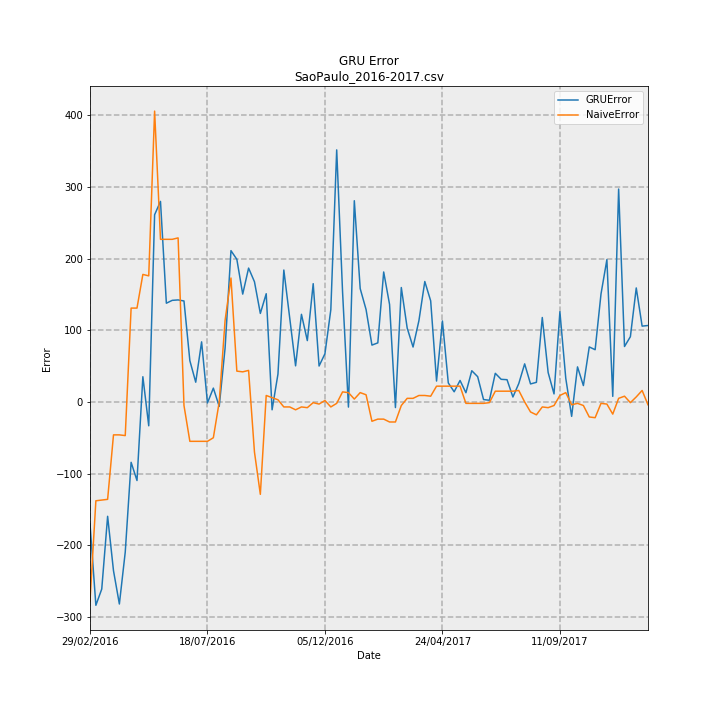 GRU Error
SaoPaulo_2016-2017.csv
GRUError
NaiveError
400
300
200
100
0
−100
−200
−300
Error
29/02/2016
18/07/2016
05/12/2016
24/04/2017
11/09/2017
Date